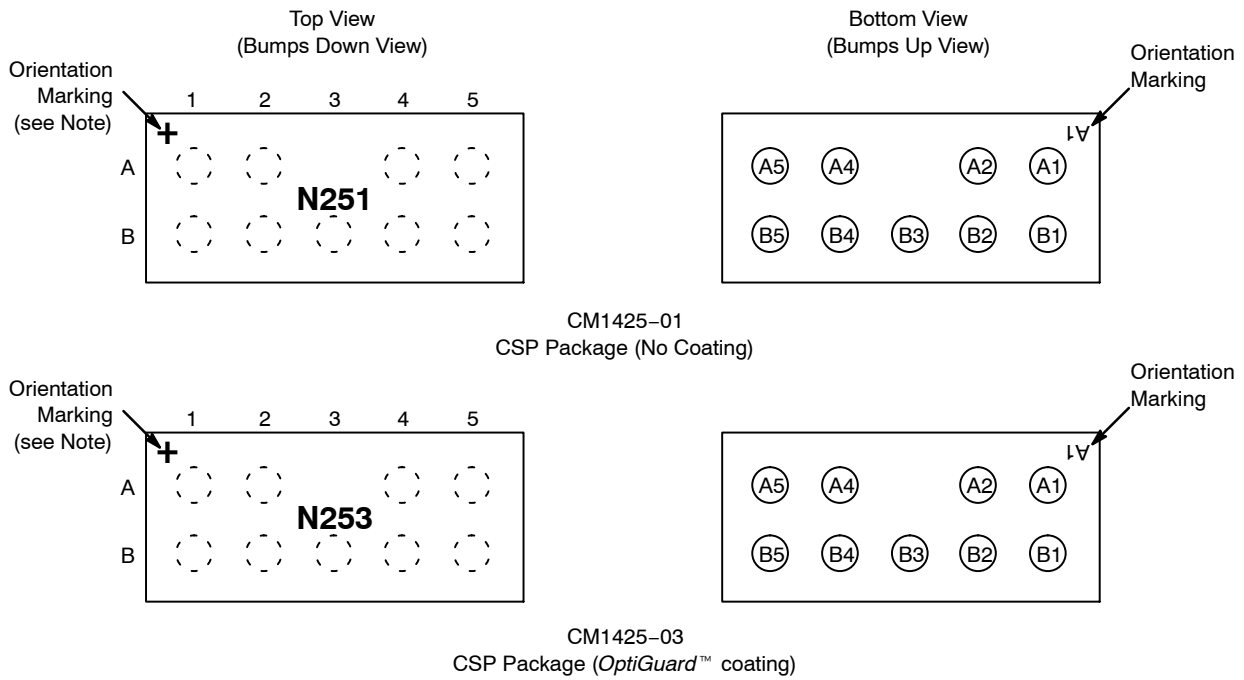 Top View
(Bumps Down View)
Bottom View
(Bumps Up View)
Orientation
Marking
(see Note)
Orientation
Marking
1 2 3 4 5
+
A1
A
A5 A4 A2 A1
N251
B
B5 B4 B3 B2 B1
CM1425−01
CSP Package (No Coating)
Orientation
Marking
(see Note)
Orientation
Marking
1 2 3 4 5
+
A1
A
A5 A4 A2 A1
N253
B
B5 B4 B3 B2 B1
CM1425−03
CSP Package (OptiGuard™ coating)